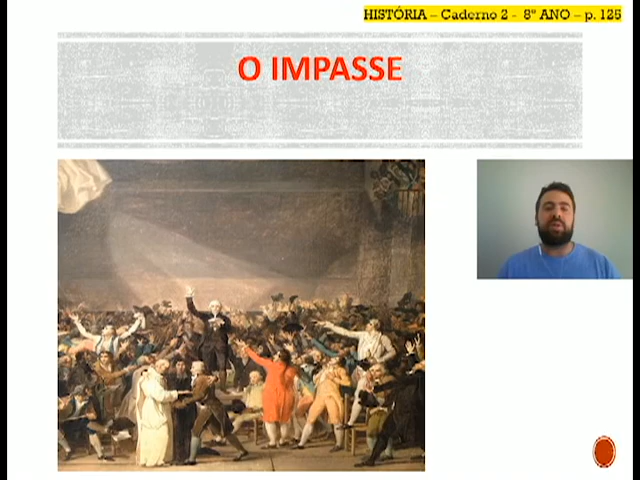 HISTÓRIA – Caderno 2 - 8º ANO – p. 125
O IMPASSE